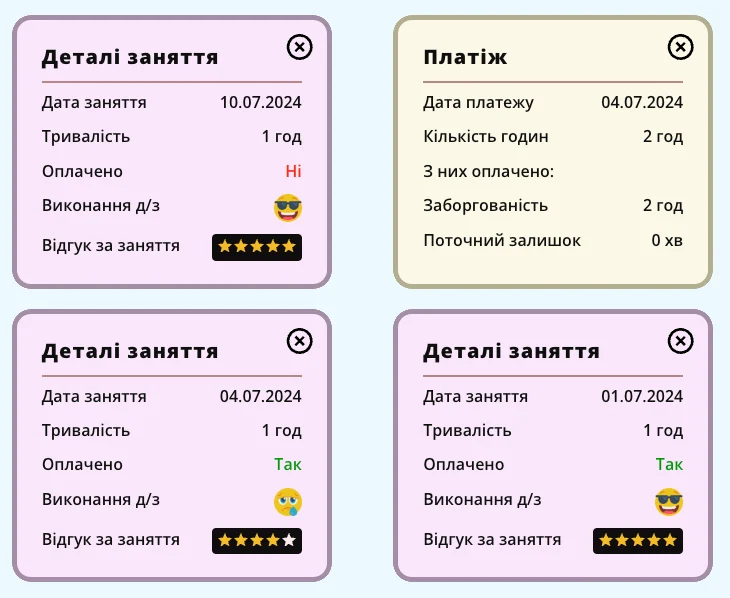 Деталі заняття
Дата заняття 10.07.2024
Тривалість 1 год
Оплачено Ні
Виконання д/з
Відгук за заняття
Платіж
Дата платежу 04.07.2024
Кількість годин 2 год
З них оплачено:
Заборгованість 2 год
Поточний залишок 0 хв
Деталі заняття
Дата заняття 04.07.2024
Тривалість 1 год
Оплачено Так
Виконання д/з
Відгук за заняття
Деталі заняття
Дата заняття 01.07.2024
Тривалість 1 год
Оплачено Так
Виконання д/з
Відгук за заняття